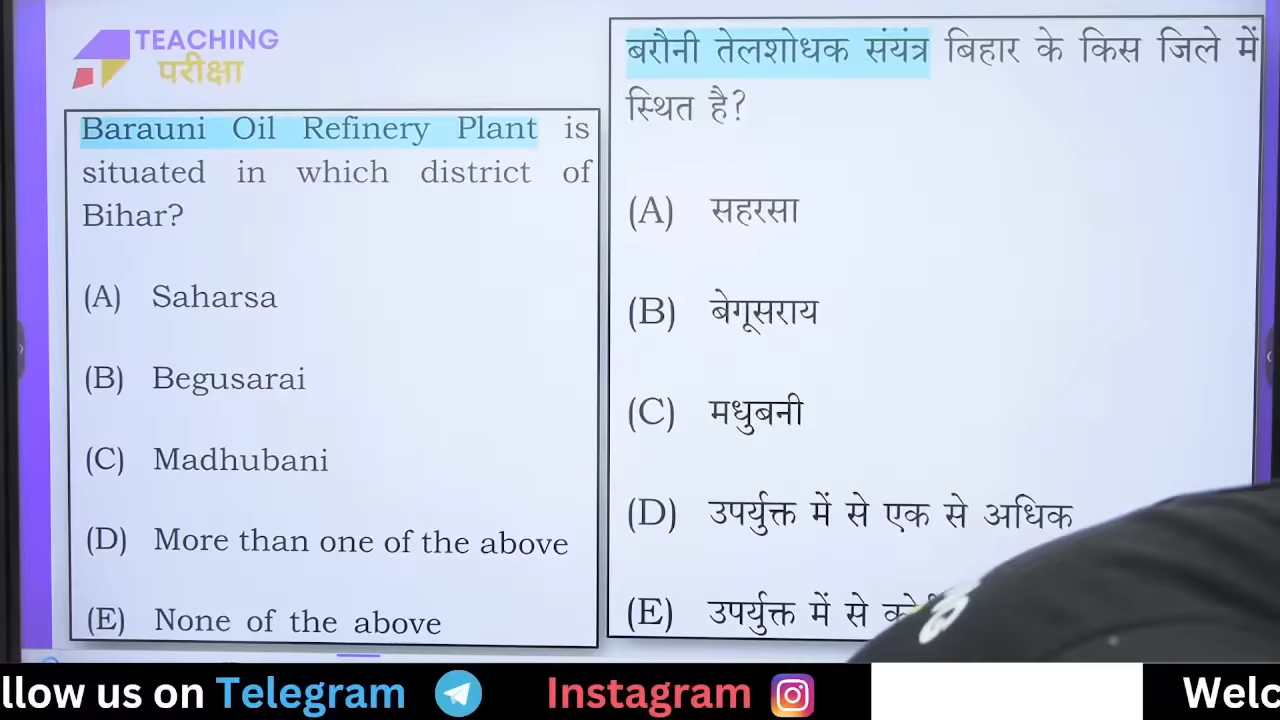 TEACHING
परीक्षा
Barauni Oil Refinery Plant is
situated in which district of
Bihar?
(A) Saharsa
(B) Begusarai
(C) Madhubani
(D) More than one of the above
(E) None of the above
बरौनी तेलशोधक संयंत्र बिहार के किस जिले में
स्थित है?
(A) सहरसा
(B) बेगूसराय
(C) मधुबनी
(D) उपर्युक्त में से एक से अधिक
(E) उपर्युक्त में से
llow us on Telegram Instagram Welc